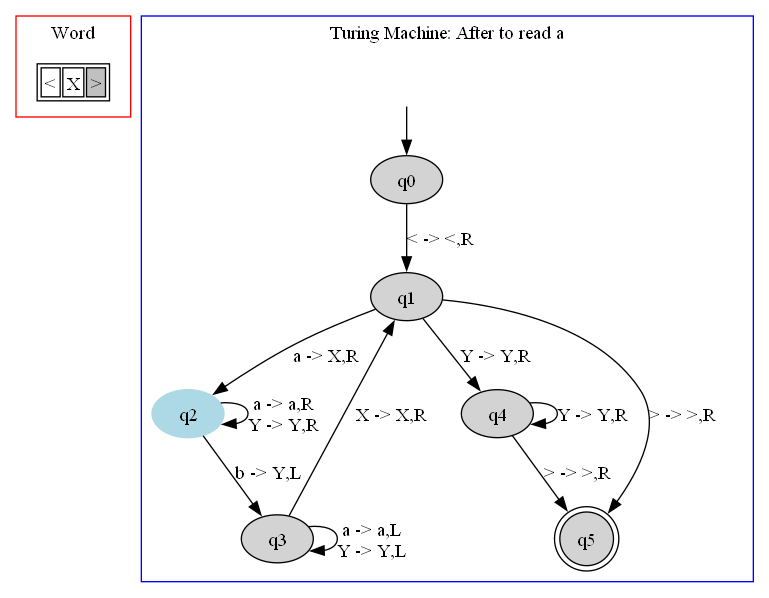 Word
< X >
Turing Machine: After to read a
q0
< -> <,R
q1
a -> X,R
Y -> Y,R
q2
a -> a,R
Y -> Y,R
X -> X,R
q4
Y -> Y,R
> -> >,R
b -> Y,L
> -> >,R
q3
a -> a,L
Y -> Y,L
q5